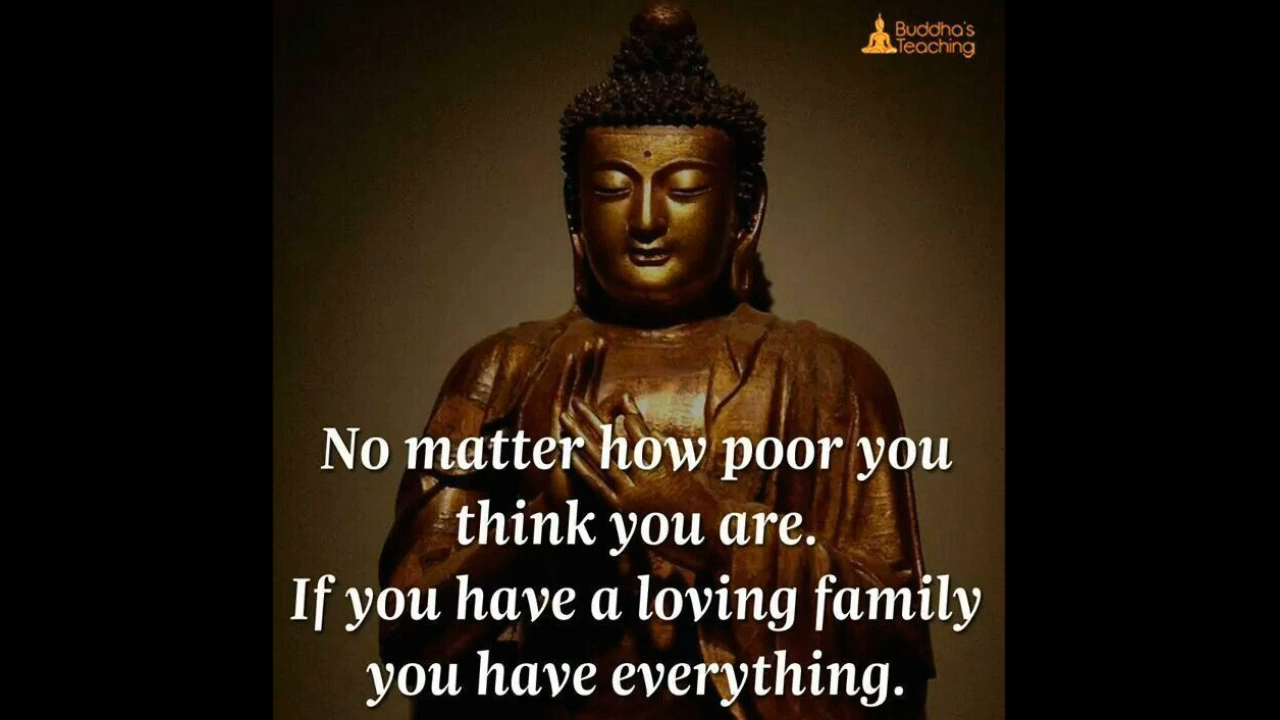 Buddha's
Teaching
No matter how poor you
think you are.
If you have a loving family
you have everything.